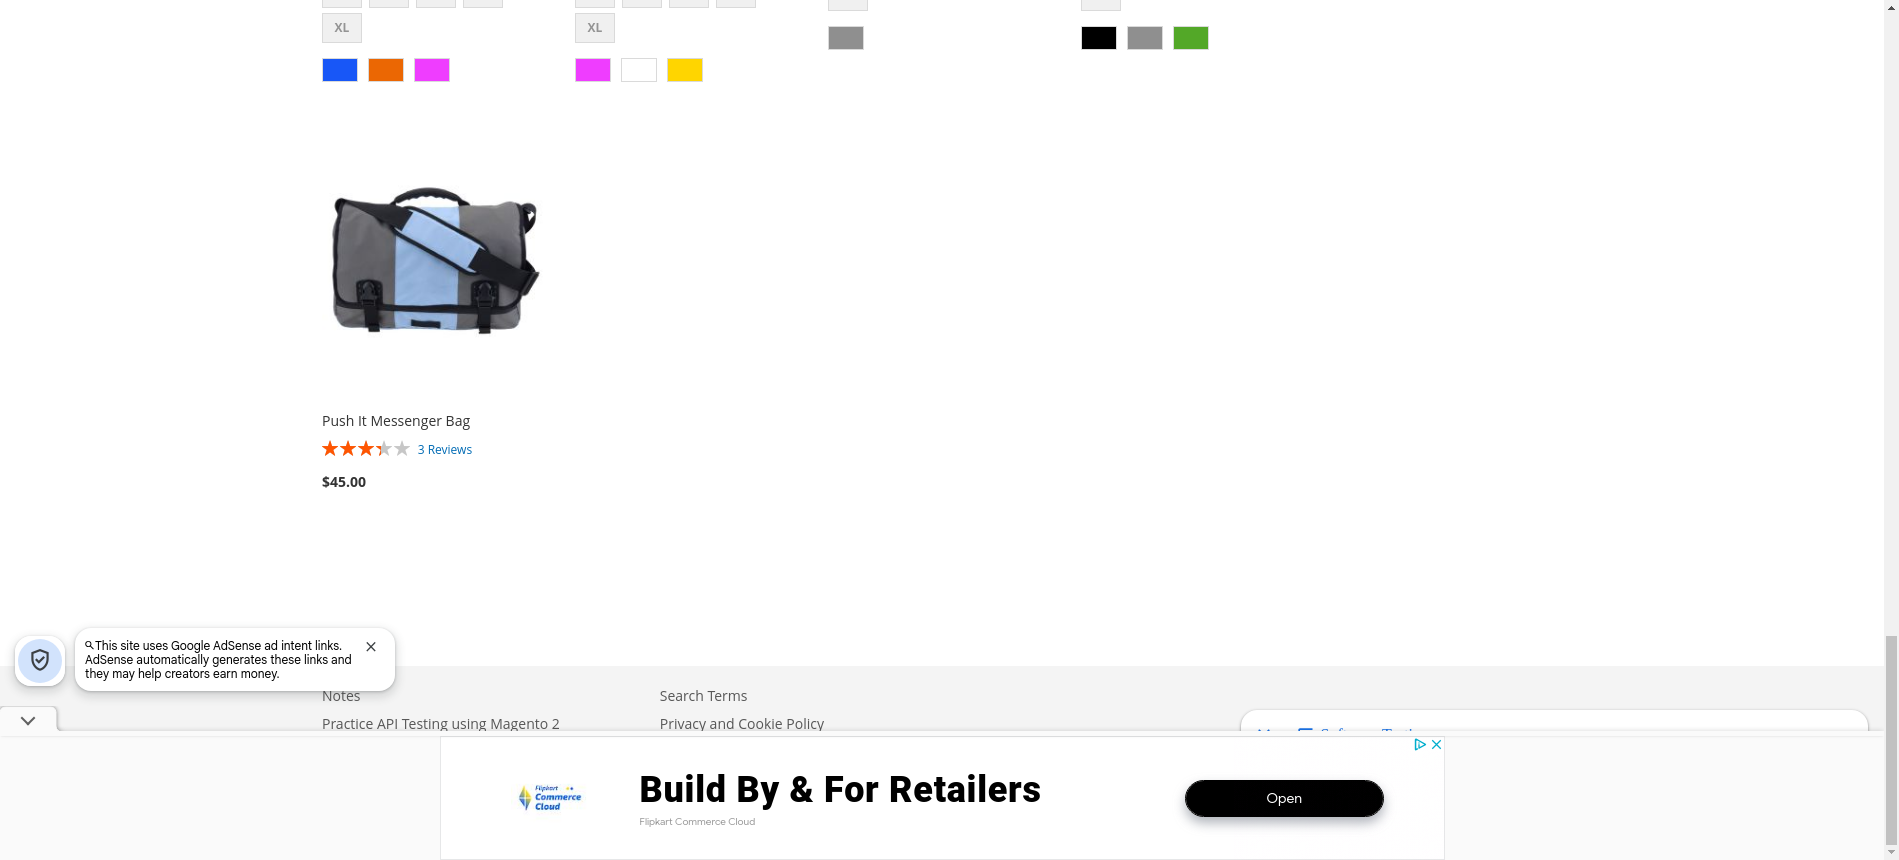 XL
XL
Push It Messenger Bag
3 Reviews
$45.00
This site uses Google AdSense ad intent links.
AdSense automatically generates these links and
they may help creators earn money.
Notes
Search Terms
Practice API Testing using Magento 2
Privacy and Cookie Policy
Flipkart
Commerce
Cloud
Build By & For Retailers
Flipkart Commerce Cloud
Open